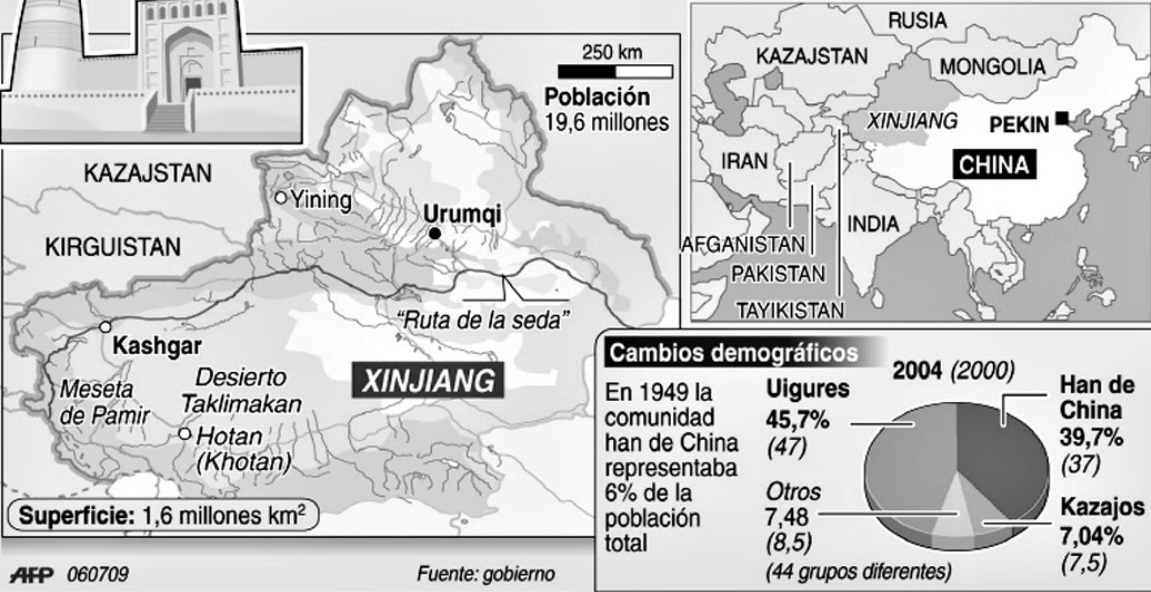 250 km
Población
19,6 millones
KAZAJSTAN
Yining
Urumqi
KIRGUISTAN
“Ruta de la seda”
Kashgar
XINJIANG
Meseta
de Pamir
Desierto
Taklimakan
Hotan
(Khotan)
Superficie: 1,6 millones km²
AFP 060709
Fuente: gobierno
RUSIA
KAZAJSTAN
MONGOLIA
XINJIANG
PEKIN
IRAN
CHINA
INDIA
AFGANISTAN
PAKISTAN
TAYIKISTAN
Cambios demográficos
En 1949 la
comunidad
han de China
representaba
6% de la
población
total
2004 (2000)
Uigures
45,7%
(47)
Otros
7,48
(8,5)
(44 grupos diferentes)
Han de
China
39,7%
(37)
Kazajos
7,04%
(7,5)